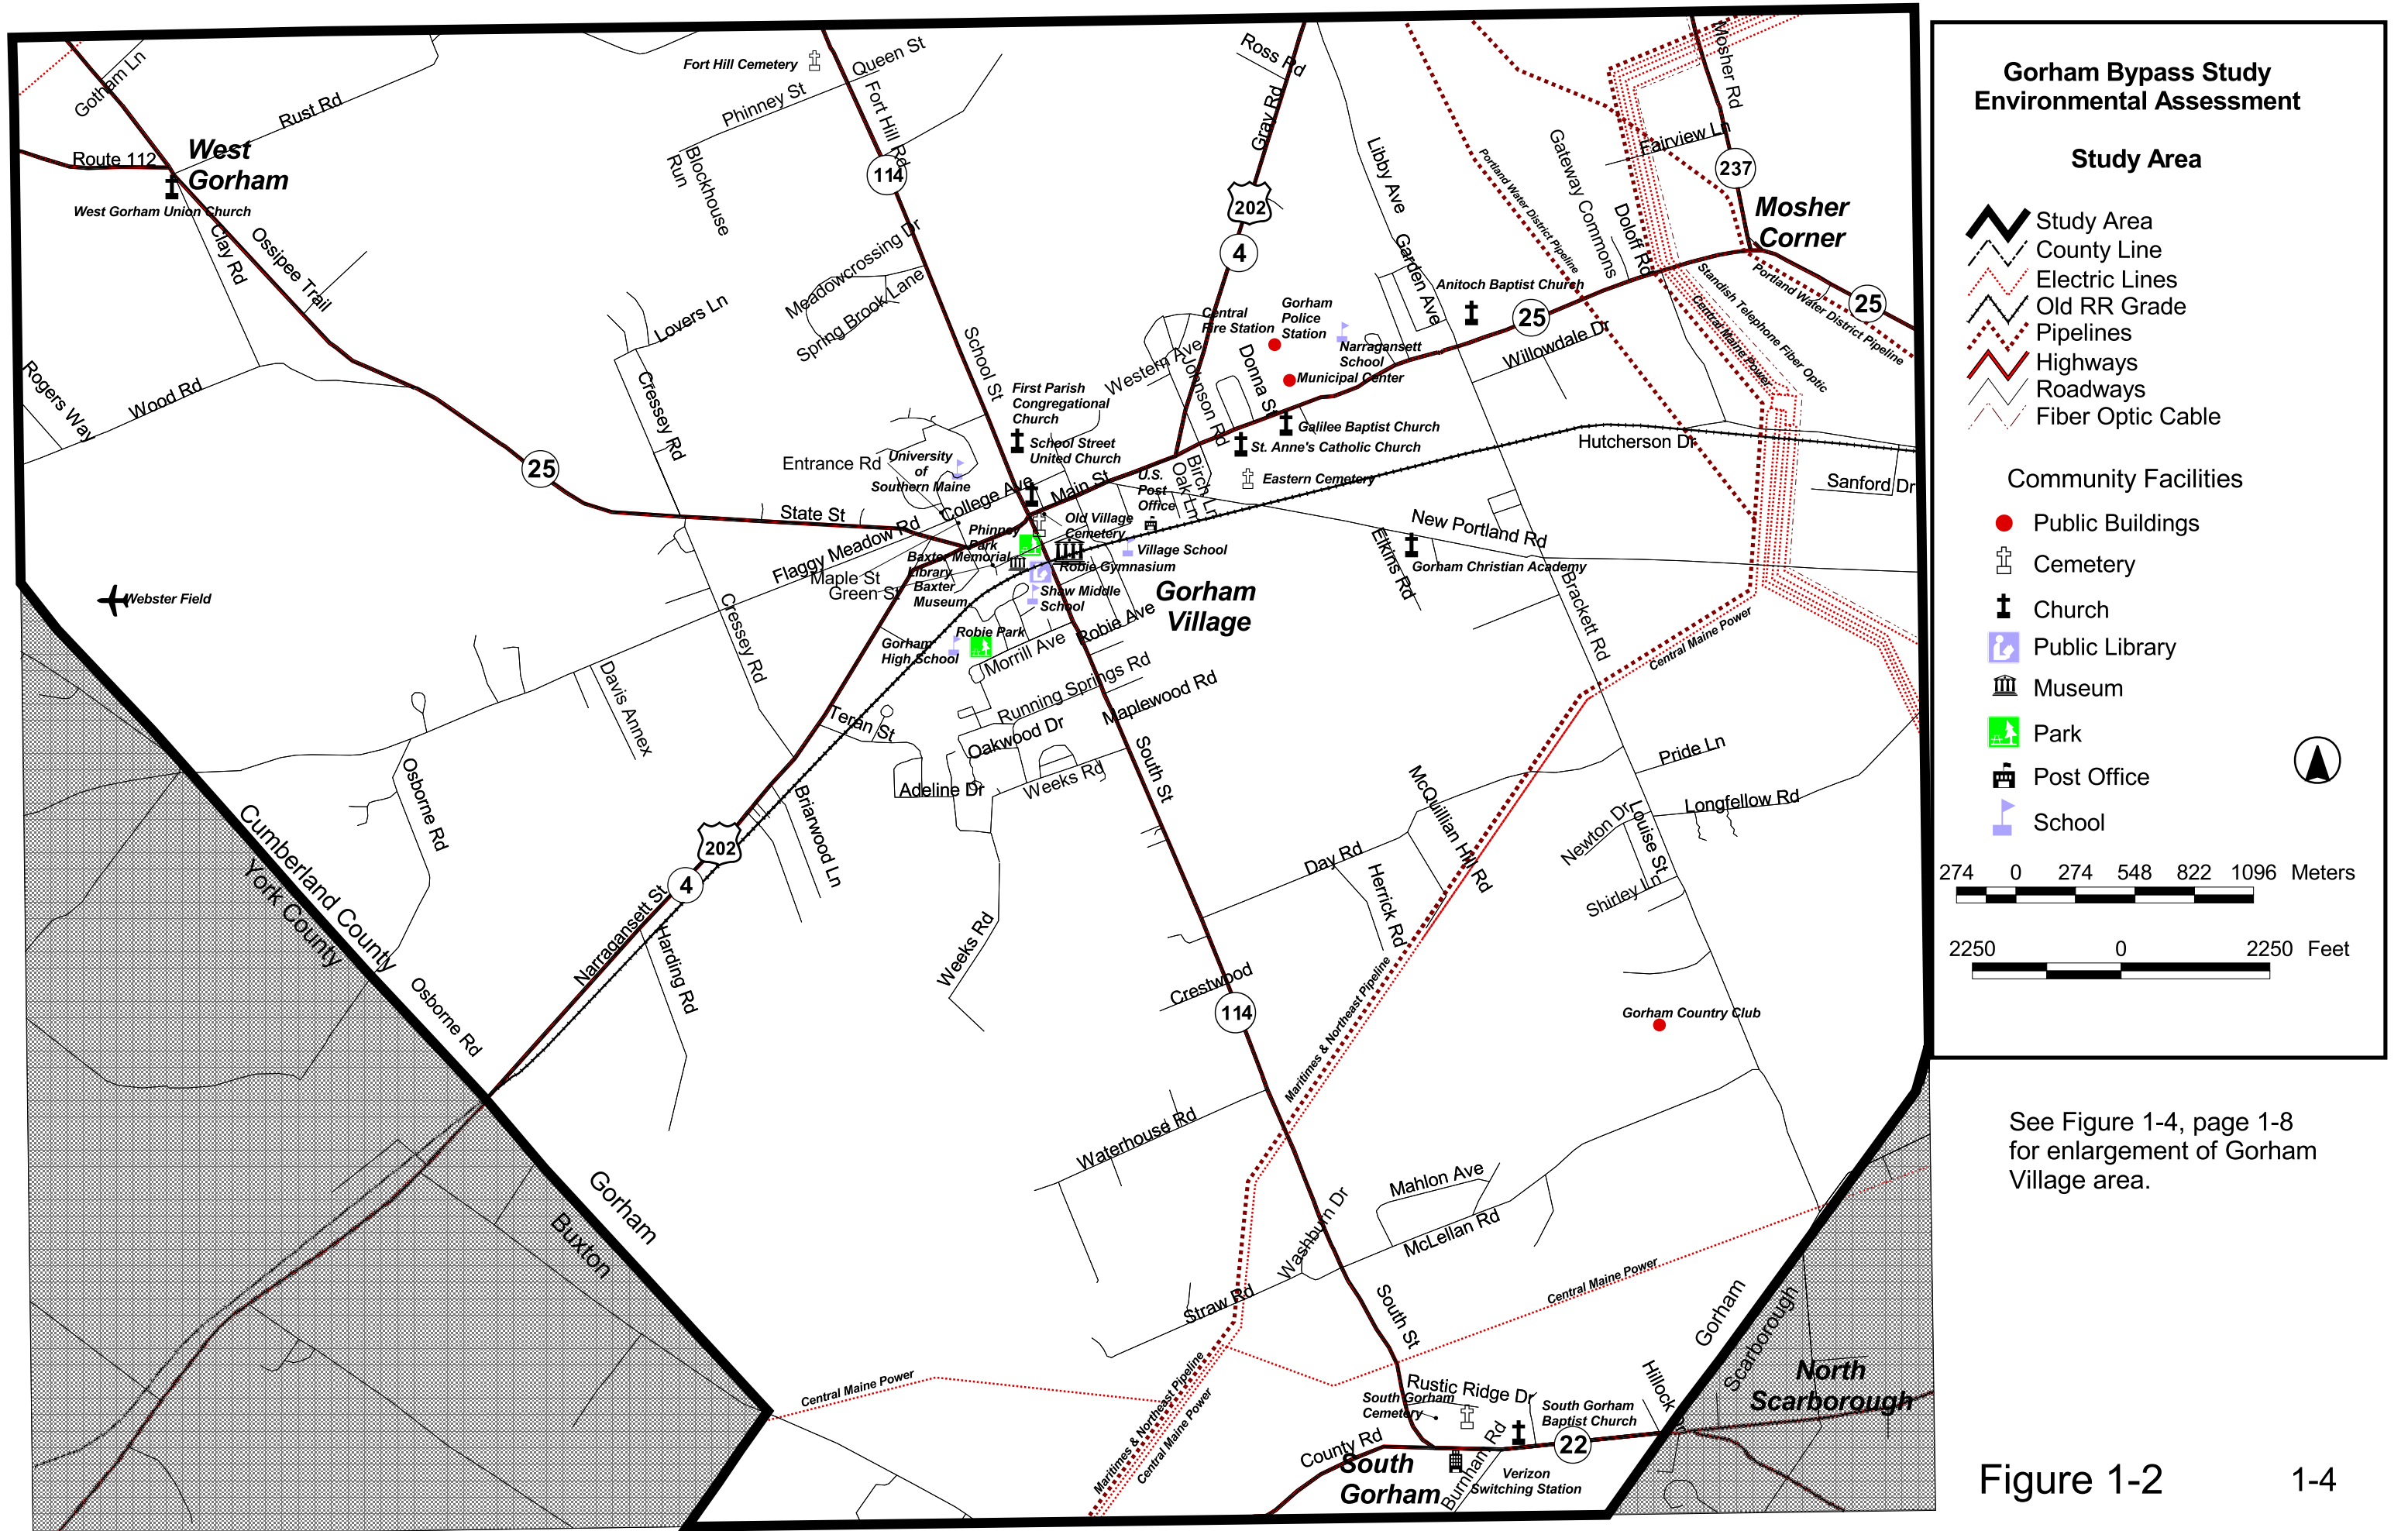 Gorham Bypass Study
Environmental Assessment
Study Area
Study Area
County Line
Electric Lines
Old RR Grade
Pipelines
Highways
Roadways
Fiber Optic Cable
Community Facilities
Public Buildings
Cemetery
Church
Public Library
Museum
Park
Post Office
School
274 0 274 548 822 1096 Meters
2250 0 2250 Feet
See Figure 1-4, page 1-8
for enlargement of Gorham
Village area.
Figure 1-2
1-4
Gotham Ln
Rust Rd
Route 112
West
Gorham
West Gorham Union Church
Clay Rd
Ossipee Trail
Rogers Way
Wood Rd
25
Webster Field
Fort Hill Cemetery
Queen St
Phinney St
Fort Hill Rd
Blockhouse
Run
114
Meadowcrossing Dr
Spring Brook Lane
Lovers Ln
Cressey Rd
School St
Ross Rd
Gray Rd
202
4
Libby Ave
Garden Ave
Portland Water District Pipeline
Gateway Commons
Doloff Rd
Fairview Ln
Mosher Rd
237
Mosher
Corner
25
Standish Telephone Fiber Optic
Central Maine Power
Portland Water District Pipeline
Anitoch Baptist Church
25
Willowdale Dr
Central
Fire Station
Gorham
Police
Station
Narragansett
School
Municipal Center
Western Ave
Johnson Rd
Donna St
First Parish
Congregational
Church
School Street
United Church
Galilee Baptist Church
St. Anne's Catholic Church
Eastern Cemetery
Hutcherson Dr
Sanford Dr
Entrance Rd
University
of
Southern Maine
College Ave
Main St
U.S.
Post
Office
Oak Ln
Birch Ln
State St
Flaggy Meadow Rd
Phinney
Park
Old Village
Cemetery
Village School
Baxter Memorial
Library
Baxter
Museum
Robie Gymnasium
Maple St
Green St
Shaw Middle
School
Gorham
Village
New Portland Rd
Elkins Rd
Gorham Christian Academy
Brackett Rd
Central Maine Power
Cressey Rd
Robie Park
Gorham
High School
Morrill Ave
Robie Ave
Running Springs Rd
Maplewood Rd
Oakwood Dr
Weeks Rd
Teran St
Adeline Dr
Davis Annex
Osborne Rd
Briarwood Ln
202
4
Narragansett St
Harding Rd
Weeks Rd
South St
Cumberland County
York County
Osborne Rd
Pride Ln
Longfellow Rd
Newton Dr
Louise St
Shirley Ln
McQuillian Hill Rd
Day Rd
Herrick Rd
Crestwood
114
Maritimes & Northeast Pipeline
Gorham Country Club
Waterhouse Rd
Mahlon Ave
McLellan Rd
Washburn Dr
Straw Rd
Gorham
Buxton
South St
Central Maine Power
Central Maine Power
Maritimes & Northeast Pipeline
Central Maine Power
Gorham
Scarborough
North
Scarborough
Rustic Ridge Dr
South Gorham
Cemetery
South Gorham
Baptist Church
Hillock Dr
22
County Rd
South
Gorham
Burnham Rd
Verizon
Switching Station